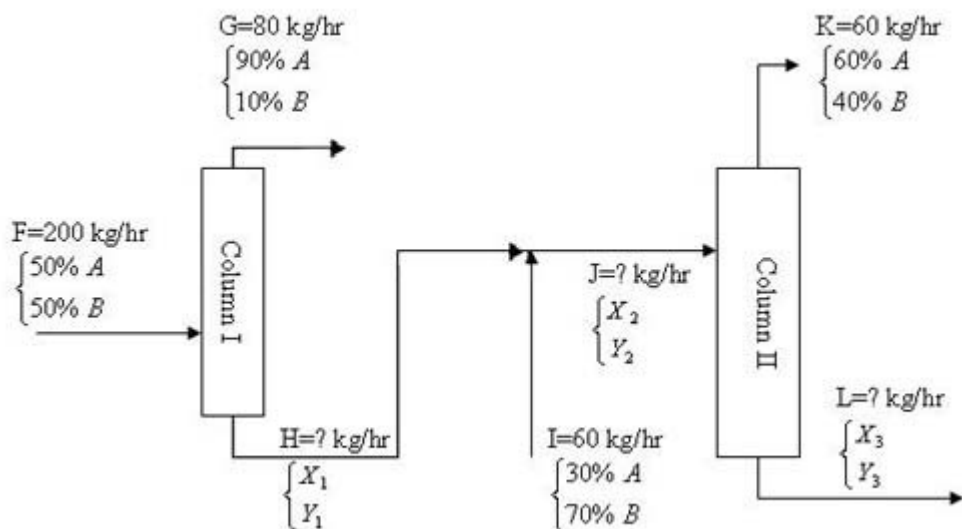 G=80 kg/hr
90% A
10% B
K=60 kg/hr
60% A
40% B
F=200 kg/hr
50% A
50% B
Column I
Column II
J=? kg/hr
X₂
Y₂
H=? kg/hr
X₁
Y₁
I=60 kg/hr
30% A
70% B
L=? kg/hr
X₃
Y₃